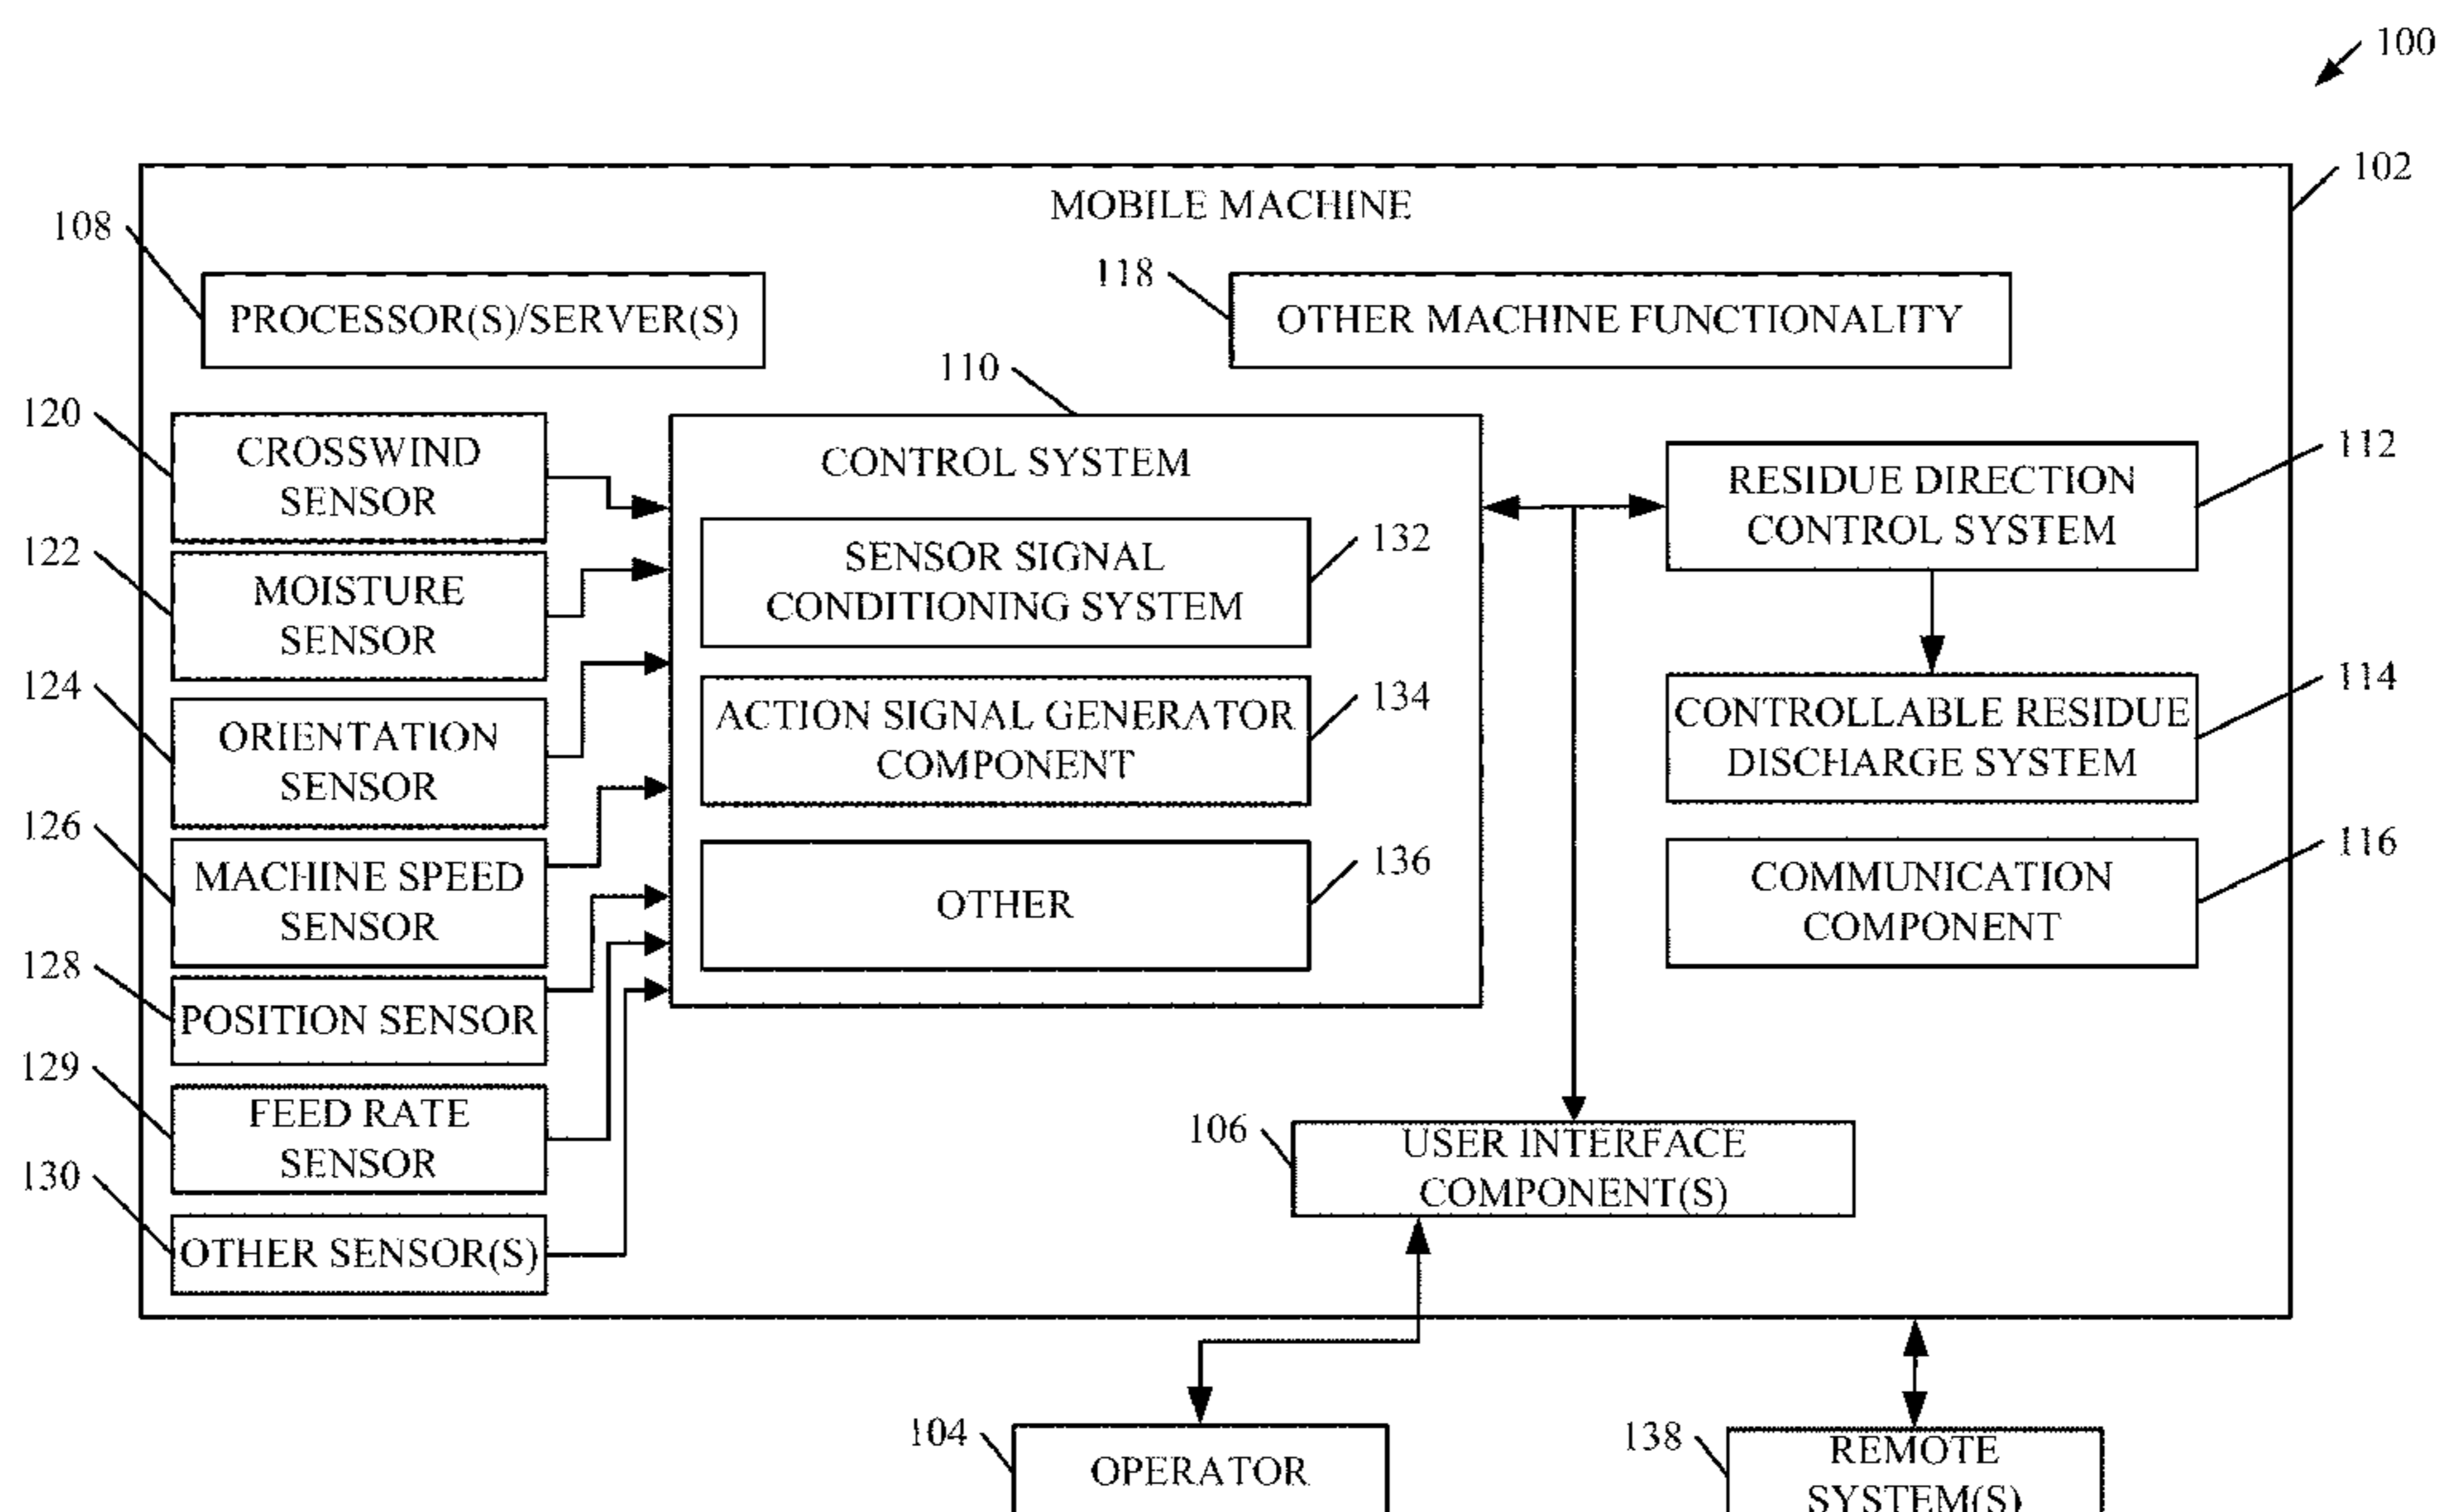 100
102
MOBILE MACHINE
108
118
PROCESSOR(S)/SERVER(S)
OTHER MACHINE FUNCTIONALITY
110
120
CROSSWIND
SENSOR
122
MOISTURE
SENSOR
124
ORIENTATION
SENSOR
126
MACHINE SPEED
SENSOR
128
POSITION SENSOR
129
FEED RATE
SENSOR
130
OTHER SENSOR(S)
CONTROL SYSTEM
SENSOR SIGNAL
CONDITIONING SYSTEM
132
ACTION SIGNAL GENERATOR
COMPONENT
134
OTHER
136
RESIDUE DIRECTION
CONTROL SYSTEM
112
CONTROLLABLE RESIDUE
DISCHARGE SYSTEM
114
COMMUNICATION
COMPONENT
116
106
USER INTERFACE
COMPONENT(S)
104
OPERATOR
138
REMOTE
SYSTEM(S)